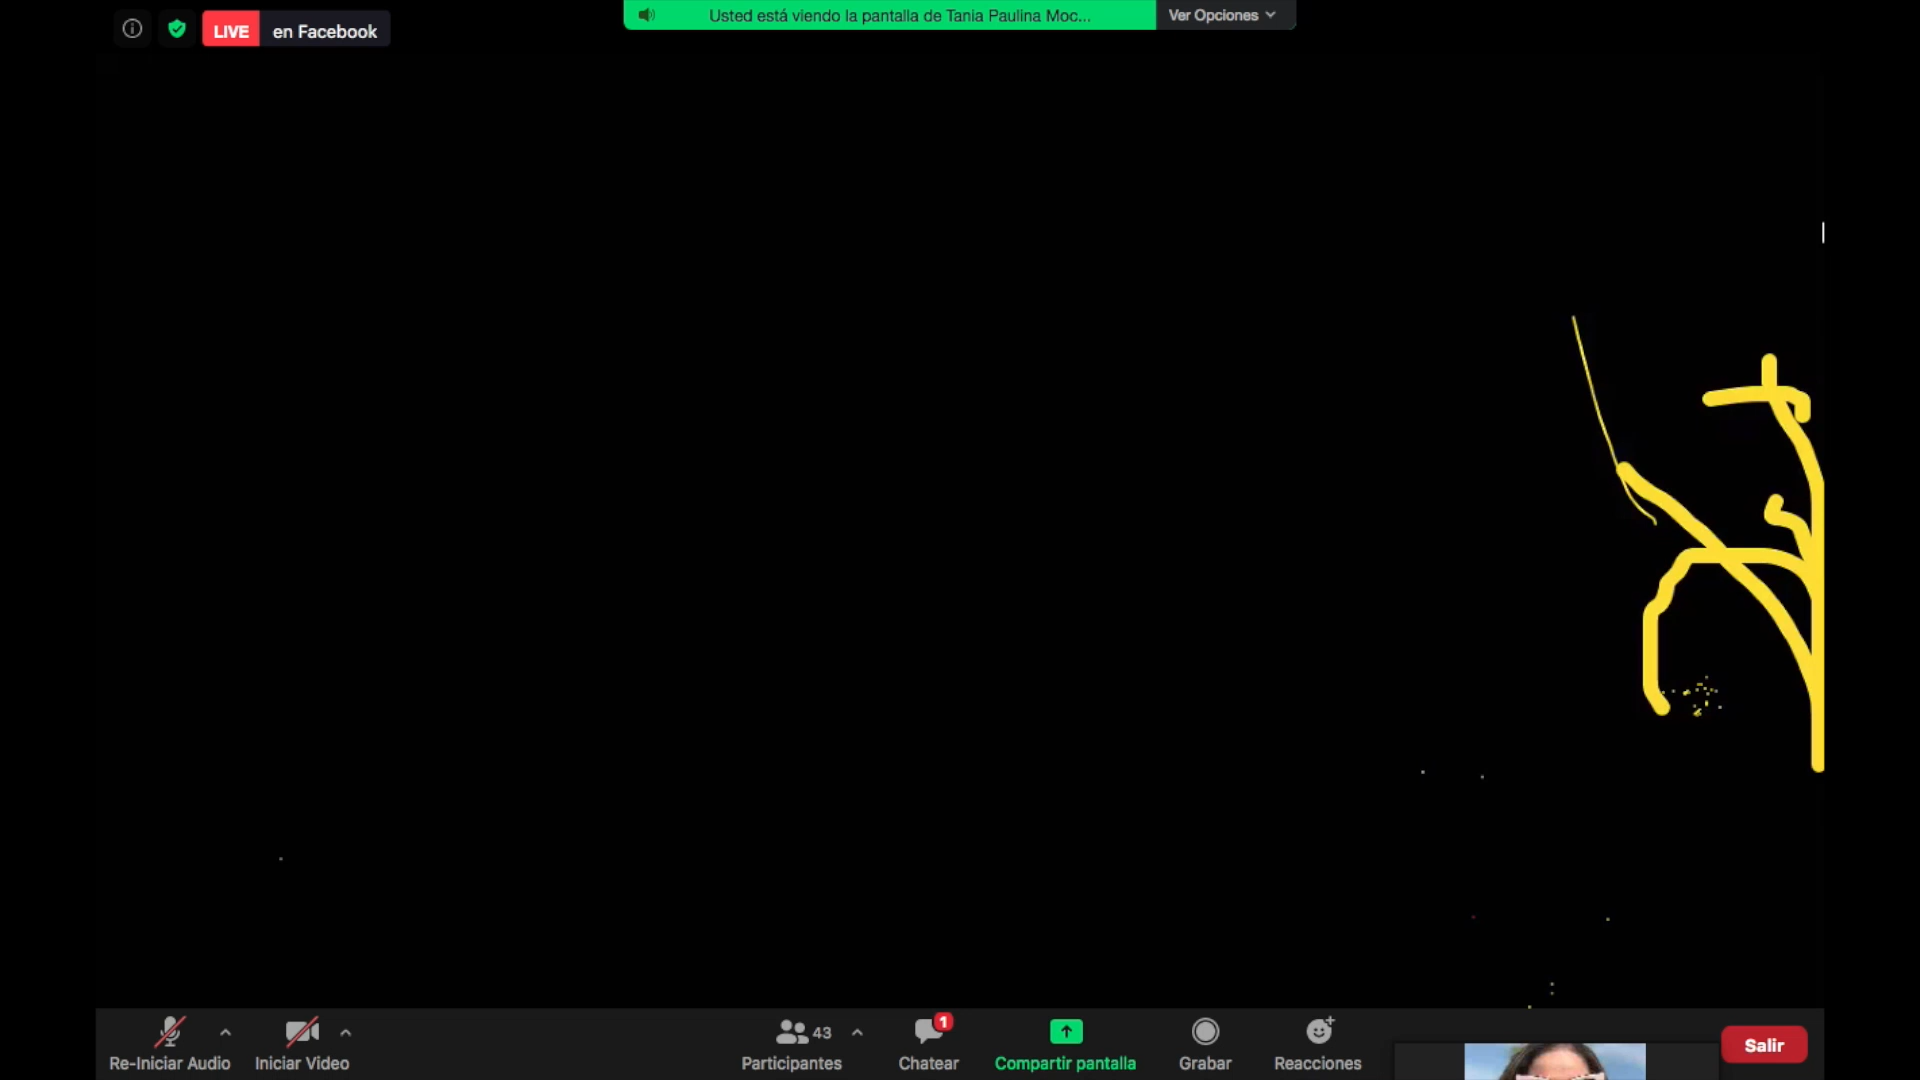 LIVE en Facebook
Usted está viendo la pantalla de Tania Paulina Moc...
Ver Opciones
Re-Iniciar Audio
Iniciar Video
43
Participantes
1
Chatear
Compartir pantalla
Grabar
Reacciones
Salir